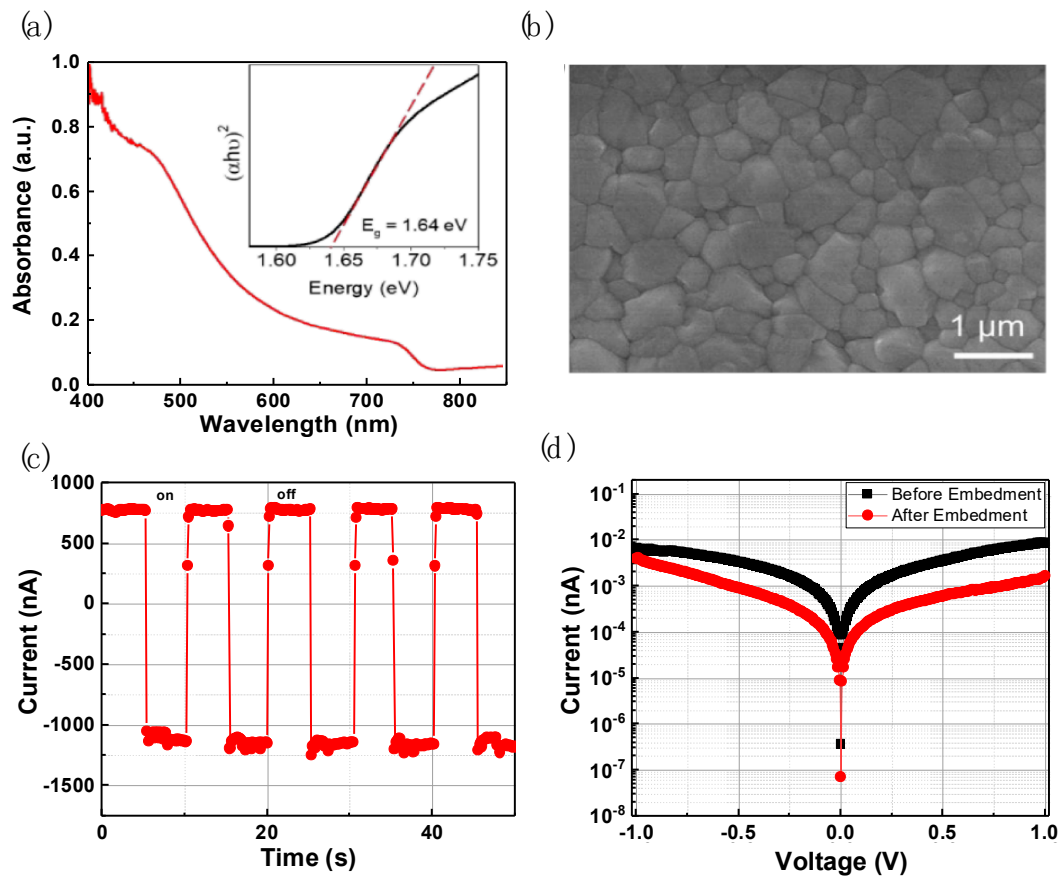 (a)
(b)
1.0
0.8
0.6
0.4
0.2
0.0
Absorbance (a.u.)
400 500 600 700 800
Wavelength (nm)
(αhυ)²
E_g = 1.64 eV
1.60 1.65 1.70 1.75
Energy (eV)
1 μm
(c)
(d)
1000
500
0
-500
-1000
-1500
Current (nA)
on
off
0 20 40
Time (s)
10⁻¹
10⁻²
10⁻³
10⁻⁴
10⁻⁵
10⁻⁶
10⁻⁷
10⁻⁸
Current (nA)
Before Embedment
After Embedment
-1.0 -0.5 0.0 0.5 1.0
Voltage (V)